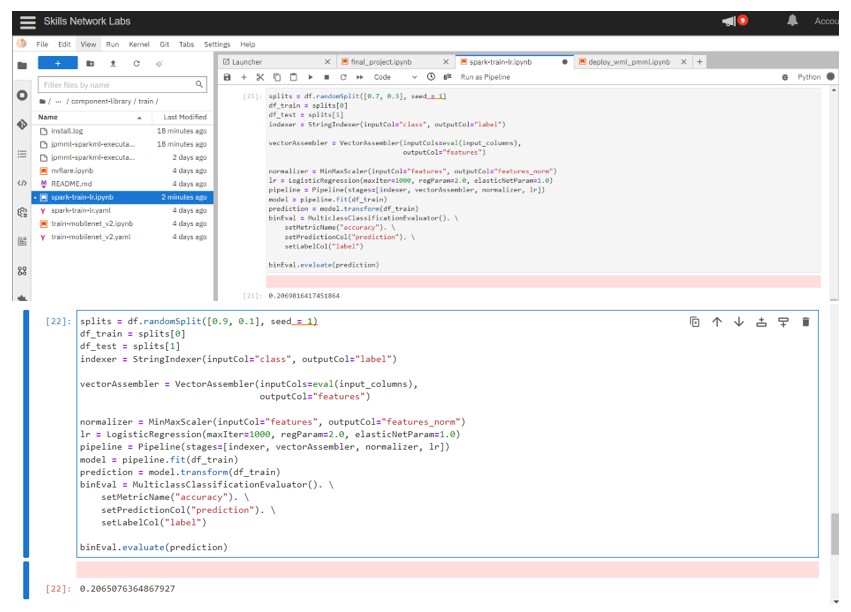 Skills Network Labs
9
Accou
File Edit View Run Kernel Git Tabs Settings Help
+
Launcher × final_project.ipynb × spark-train-lr.ipynb ● deploy_wml_pmml.ipynb × +
Code Run as Pipeline Python
Filter files by name
/ ··· / component-library / train /
Name Last Modified
install.log 18 minutes ago
jpmml-sparkml-executa... 18 minutes ago
jpmml-sparkml-executa... 2 days ago
nvflare.ipynb 4 days ago
README.md 4 days ago
spark-train-lr.ipynb 2 minutes ago
spark-train-lr.yaml 4 days ago
train-mobilenet_v2.ipynb 4 days ago
train-mobilenet_v2.yaml 4 days ago
[21]: splits = df.randomSplit([0.7, 0.3], seed = 1)
df_train = splits[0]
df_test = splits[1]
indexer = StringIndexer(inputCol="class", outputCol="label")
vectorAssembler = VectorAssembler(inputCols=eval(input_columns),
outputCol="features")
normalizer = MinMaxScaler(inputCol="features", outputCol="features_norm")
lr = LogisticRegression(maxIter=1000, regParam=2.0, elasticNetParam=1.0)
pipeline = Pipeline(stages=[indexer, vectorAssembler, normalizer, lr])
model = pipeline.fit(df_train)
prediction = model.transform(df_train)
binEval = MulticlassClassificationEvaluator(). \
setMetricName("accuracy"). \
setPredictionCol("prediction"). \
setLabelCol("label")
binEval.evaluate(prediction)
[21]: 0.2069816417451864
[22]: splits = df.randomSplit([0.9, 0.1], seed = 1)
df_train = splits[0]
df_test = splits[1]
indexer = StringIndexer(inputCol="class", outputCol="label")
vectorAssembler = VectorAssembler(inputCols=eval(input_columns),
outputCol="features")
normalizer = MinMaxScaler(inputCol="features", outputCol="features_norm")
lr = LogisticRegression(maxIter=1000, regParam=2.0, elasticNetParam=1.0)
pipeline = Pipeline(stages=[indexer, vectorAssembler, normalizer, lr])
model = pipeline.fit(df_train)
prediction = model.transform(df_train)
binEval = MulticlassClassificationEvaluator(). \
setMetricName("accuracy"). \
setPredictionCol("prediction"). \
setLabelCol("label")
binEval.evaluate(prediction)
[22]: 0.2065076364867927